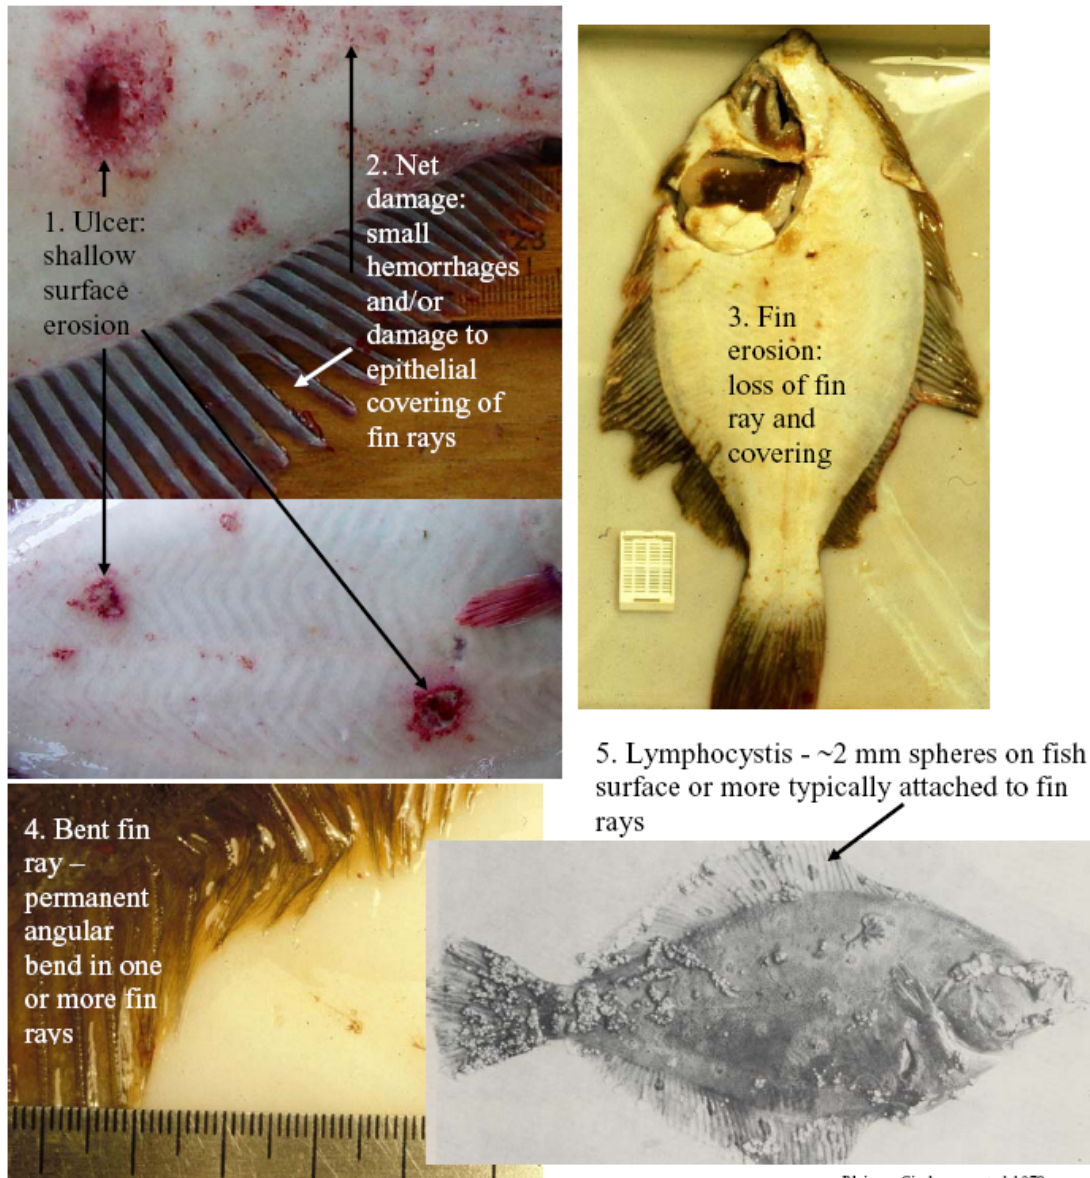 1. Ulcer:
shallow
surface
erosion
2. Net
damage:
small
hemorrhages
and/or
damage to
epithelial
covering of
fin rays
23
3. Fin
erosion:
loss of fin
ray and
covering
4. Bent fin
ray –
permanent
angular
bend in one
or more fin
rays
5. Lymphocystis - ~2 mm spheres on fish
surface or more typically attached to fin
rays